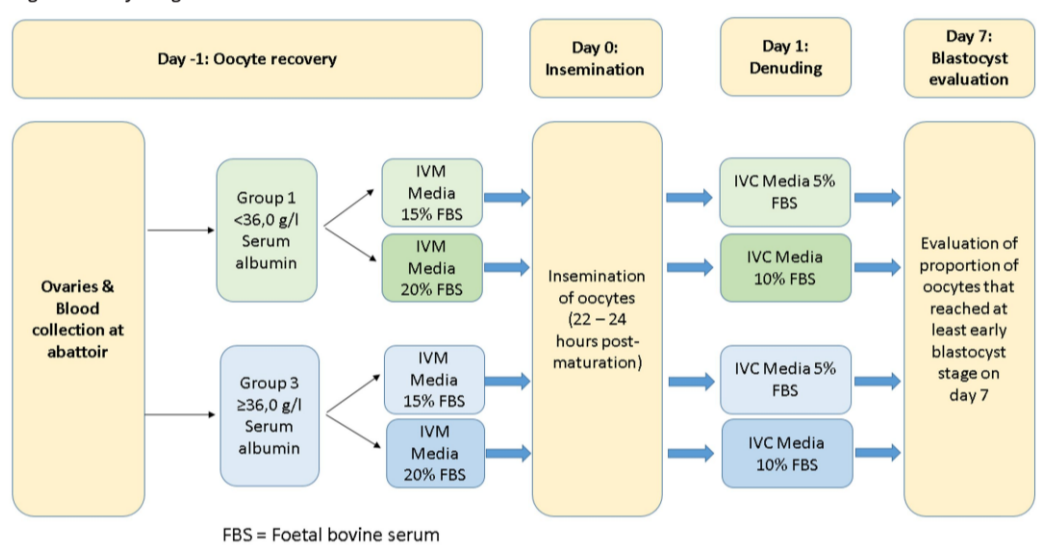 Day -1: Oocyte recovery
Day 0:
Insemination
Day 1:
Denuding
Day 7:
Blastocyst
evaluation
Ovaries &
Blood
collection at
abattoir
Group 1
<36,0 g/l
Serum
albumin
IVM
Media
15% FBS
IVM
Media
20% FBS
Group 3
≥36,0 g/l
Serum
albumin
IVM
Media
15% FBS
IVM
Media
20% FBS
Insemination
of oocytes
(22 – 24
hours post-
maturation)
IVC Media 5%
FBS
IVC Media
10% FBS
IVC Media 5%
FBS
IVC Media
10% FBS
Evaluation of
proportion of
oocytes that
reached at
least early
blastocyst
stage on
day 7
FBS = Foetal bovine serum